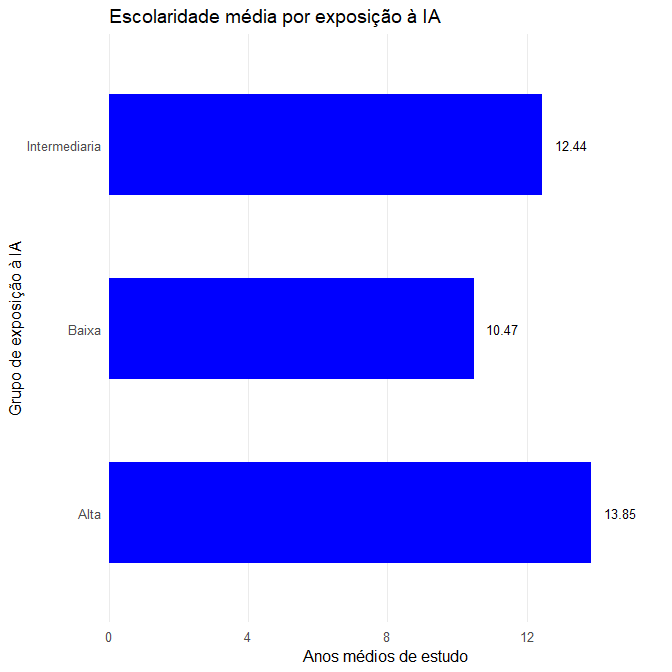 Escolaridade média por exposição à IA
Grupo de exposição à IA
Intermediaria
12.44
Baixa
10.47
Alta
13.85
0 4 8 12
Anos médios de estudo